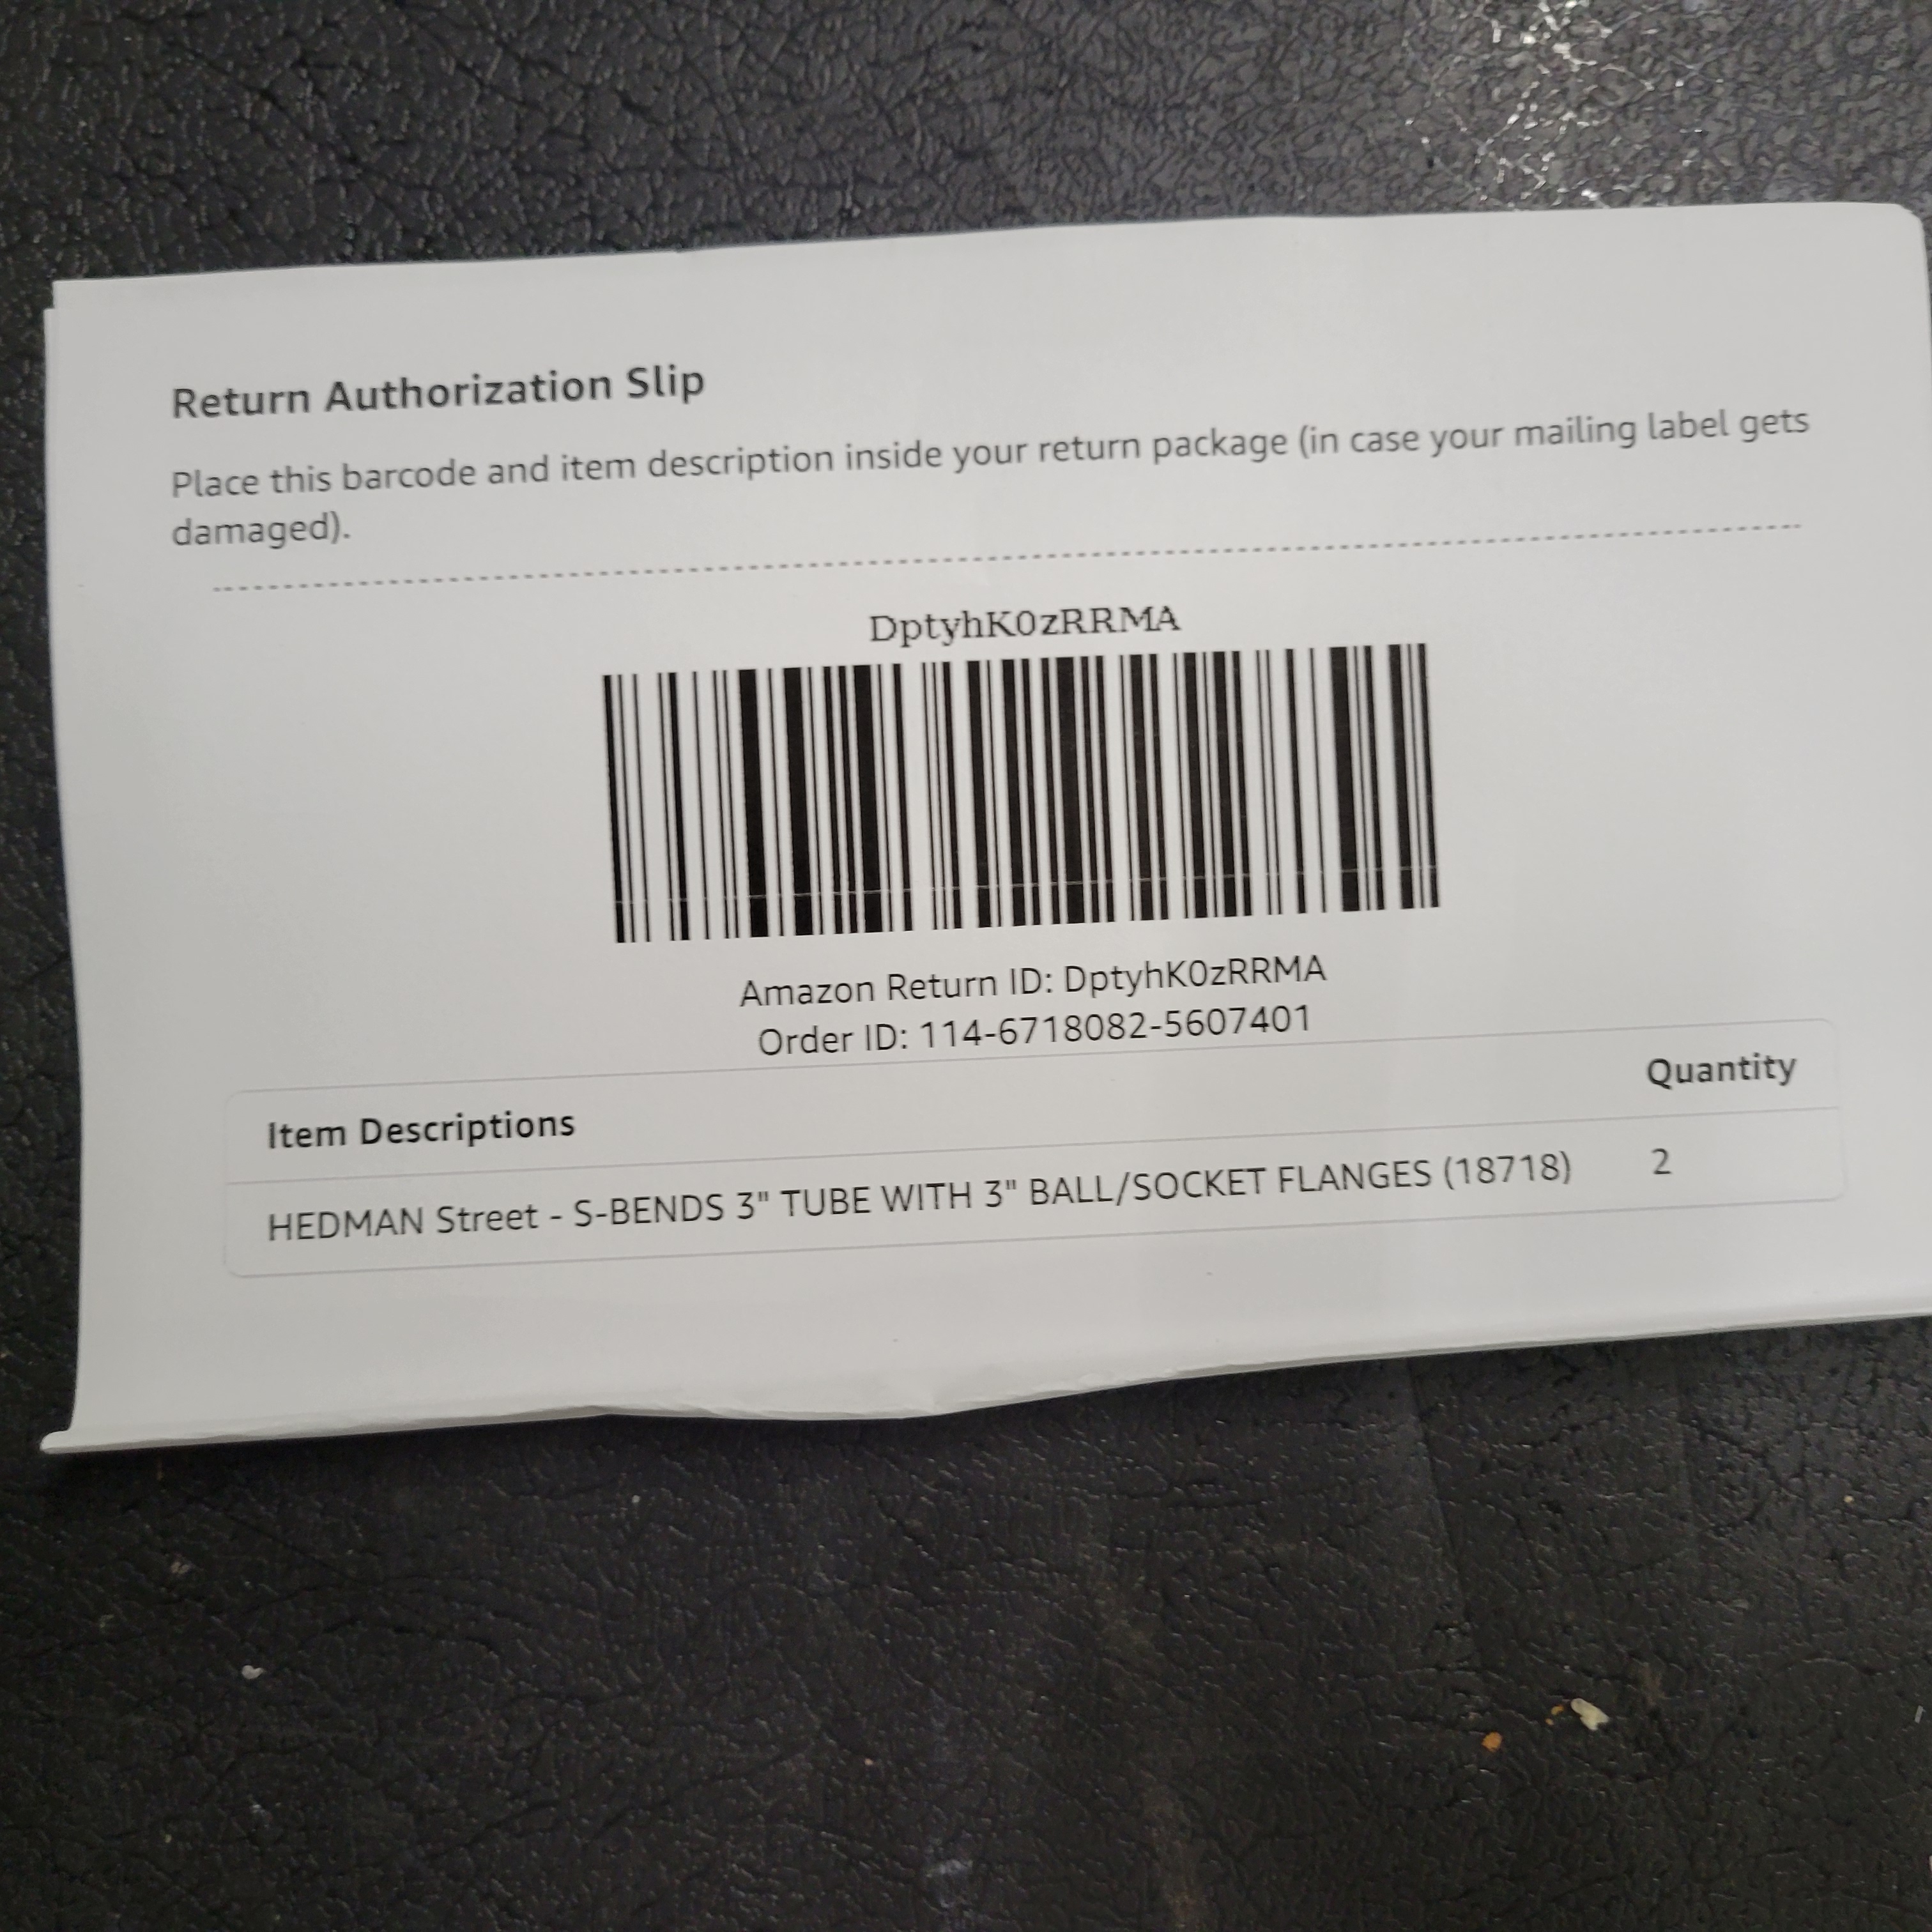 Return Authorization Slip
Place this barcode and item description inside your return package (in case your mailing label gets
damaged).
DptyhK0zRRMA
Amazon Return ID: DptyhK0zRRMA
Order ID: 114-6718082-5607401
Item Descriptions Quantity
HEDMAN Street - S-BENDS 3" TUBE WITH 3" BALL/SOCKET FLANGES (18718) 2